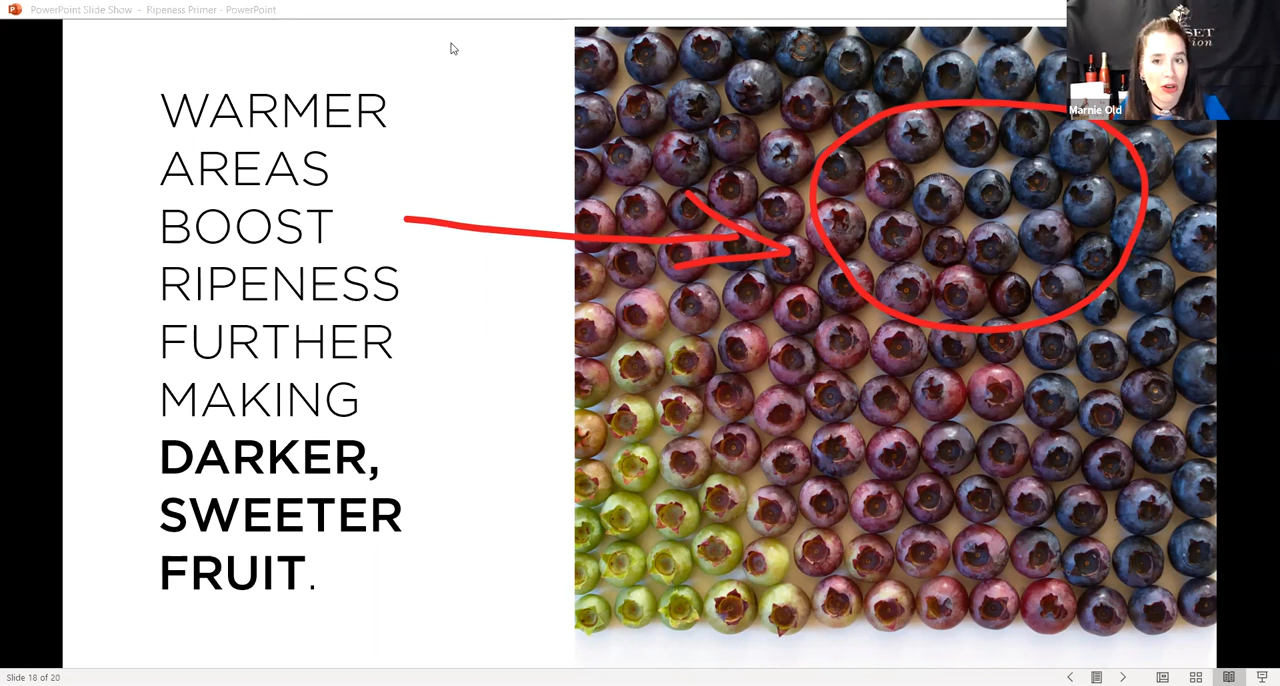 PowerPoint Slide Show - Ripeness Primer - PowerPoint
Marnie Old
WARMER
AREAS
BOOST
RIPENESS
FURTHER
MAKING
DARKER,
SWEETER
FRUIT.
Slide 18 of 20